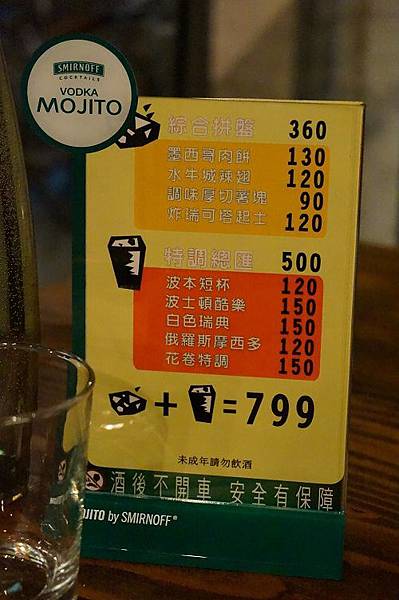 SMIRNOFF
COCKTAILS
VODKA
MOJITO
綜合拼盤 360
墨西哥肉餅 130
水牛城辣翅 120
調味厚切薯塊 90
炸瑞可塔起士 120
特調總匯 500
波本短杯 120
波士頓酷樂 150
白色瑞典 150
俄羅斯摩西多 120
花卷特調 150
+ = 799
未成年請勿飲酒
酒後不開車 安全有保障
JITO by SMIRNOFF®